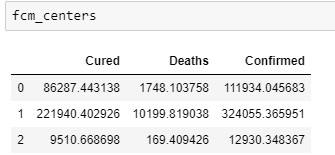 fcm_centers
Cured Deaths Confirmed
0 86287.443138 1748.103758 111934.045683
1 221940.402926 10199.819038 324055.365951
2 9510.668698 169.409426 12930.348367